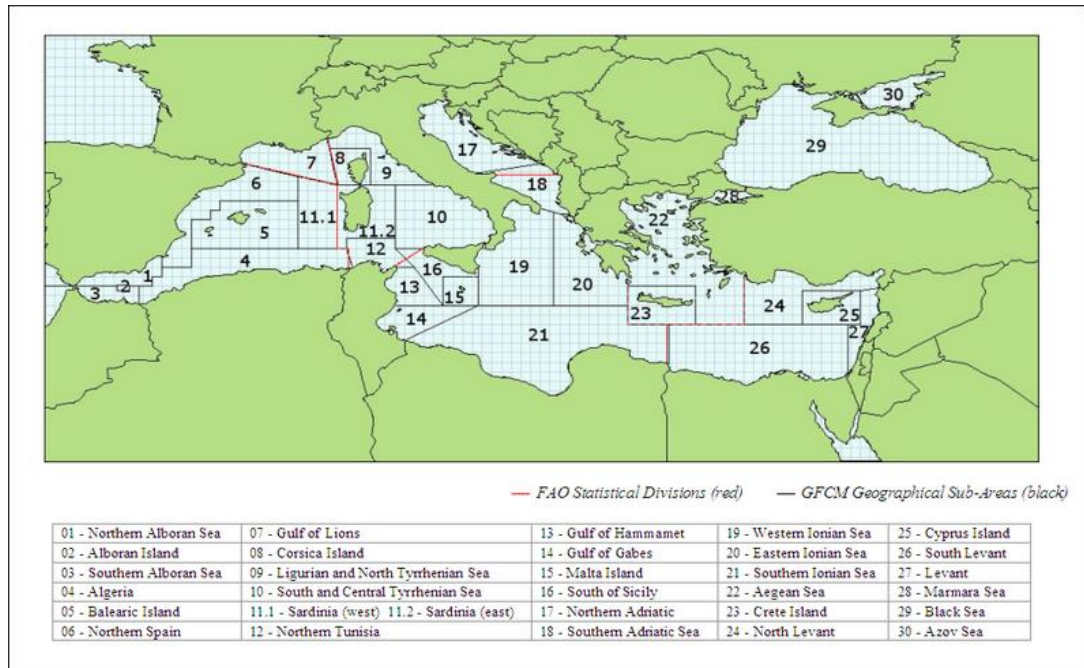 30
29
17
7
8
9
18
6
28
11.1
10
22
5
11.2
12
4
19
16
1
20
2
3
13
15
24
23
25
14
27
21
26
FAO Statistical Divisions (red)
GFCM Geographical Sub-Areas (black)
01 - Northern Alboran Sea
02 - Alboran Island
03 - Southern Alboran Sea
04 - Algeria
05 - Balearic Island
06 - Northern Spain
07 - Gulf of Lions
08 - Corsica Island
09 - Ligurian and North Tyrrhenian Sea
10 - South and Central Tyrrhenian Sea
11.1 - Sardinia (west) 11.2 - Sardinia (east)
12 - Northern Tunisia
13 - Gulf of Hammamet
14 - Gulf of Gabes
15 - Malta Island
16 - South of Sicily
17 - Northern Adriatic
18 - Southern Adriatic Sea
19 - Western Ionian Sea
20 - Eastern Ionian Sea
21 - Southern Ionian Sea
22 - Aegean Sea
23 - Crete Island
24 - North Levant
25 - Cyprus Island
26 - South Levant
27 - Levant
28 - Marmara Sea
29 - Black Sea
30 - Azov Sea